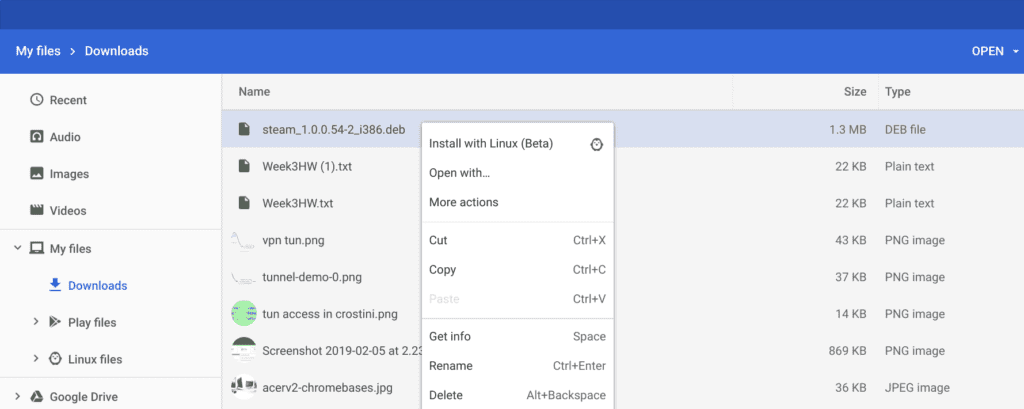 My files > Downloads OPEN
Recent
Audio
Images
Videos
My files
Downloads
Play files
Linux files
Google Drive
Name Size Type
steam_1.0.0.54-2_i386.deb 1.3 MB DEB file
Week3HW (1).txt 22 KB Plain text
Week3HW.txt 22 KB Plain text
vpn tun.png 43 KB PNG image
tunnel-demo-0.png 37 KB PNG image
tun access in crostini.png 14 KB PNG image
Screenshot 2019-02-05 at 2.23 869 KB PNG image
acerv2-chromebases.jpg 36 KB JPEG image
Install with Linux (Beta)
Open with...
More actions
Cut Ctrl+X
Copy Ctrl+C
Paste Ctrl+V
Get info Space
Rename Ctrl+Enter
Delete Alt+Backspace